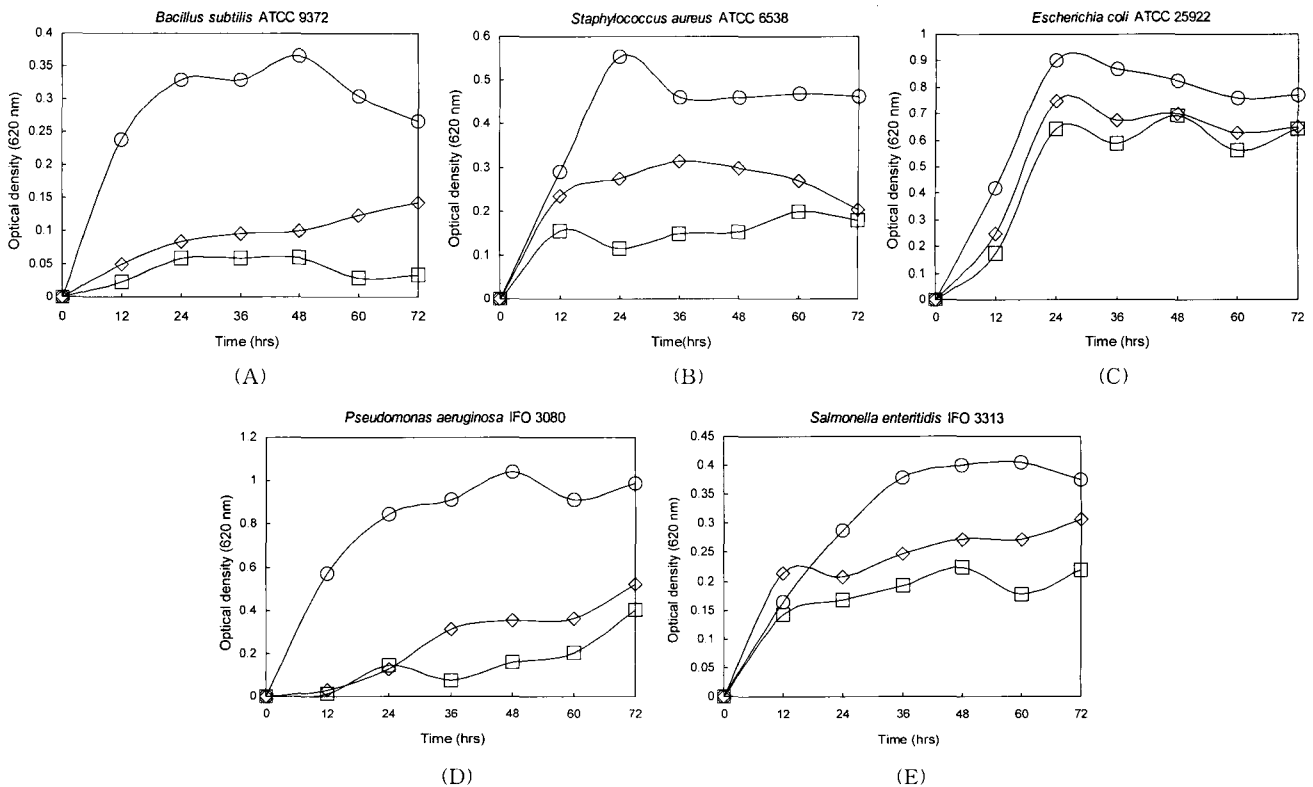 Bacillus subtilis ATCC 9372
Optical density (620 nm)
0.4
0.35
0.3
0.25
0.2
0.15
0.1
0.05
0
0 12 24 36 48 60 72
Time (hrs)
(A)
Staphylococcus aureus ATCC 6538
Optical density (620 nm)
0.6
0.5
0.4
0.3
0.2
0.1
0
0 12 24 36 48 60 72
Time(hrs)
(B)
Escherichia coli ATCC 25922
Optical density (620 nm)
1
0.9
0.8
0.7
0.6
0.5
0.4
0.3
0.2
0.1
0
0 12 24 36 48 60 72
Time (hrs)
(C)
Pseudomonas aeruginosa IFO 3080
Optical density (620 nm)
1.2
1
0.8
0.6
0.4
0.2
0
0 12 24 36 48 60 72
Time (hrs)
(D)
Salmonella enteritidis IFO 3313
Optical density (620 nm)
0.45
0.4
0.35
0.3
0.25
0.2
0.15
0.1
0.05
0
0 12 24 36 48 60 72
Time (hrs)
(E)